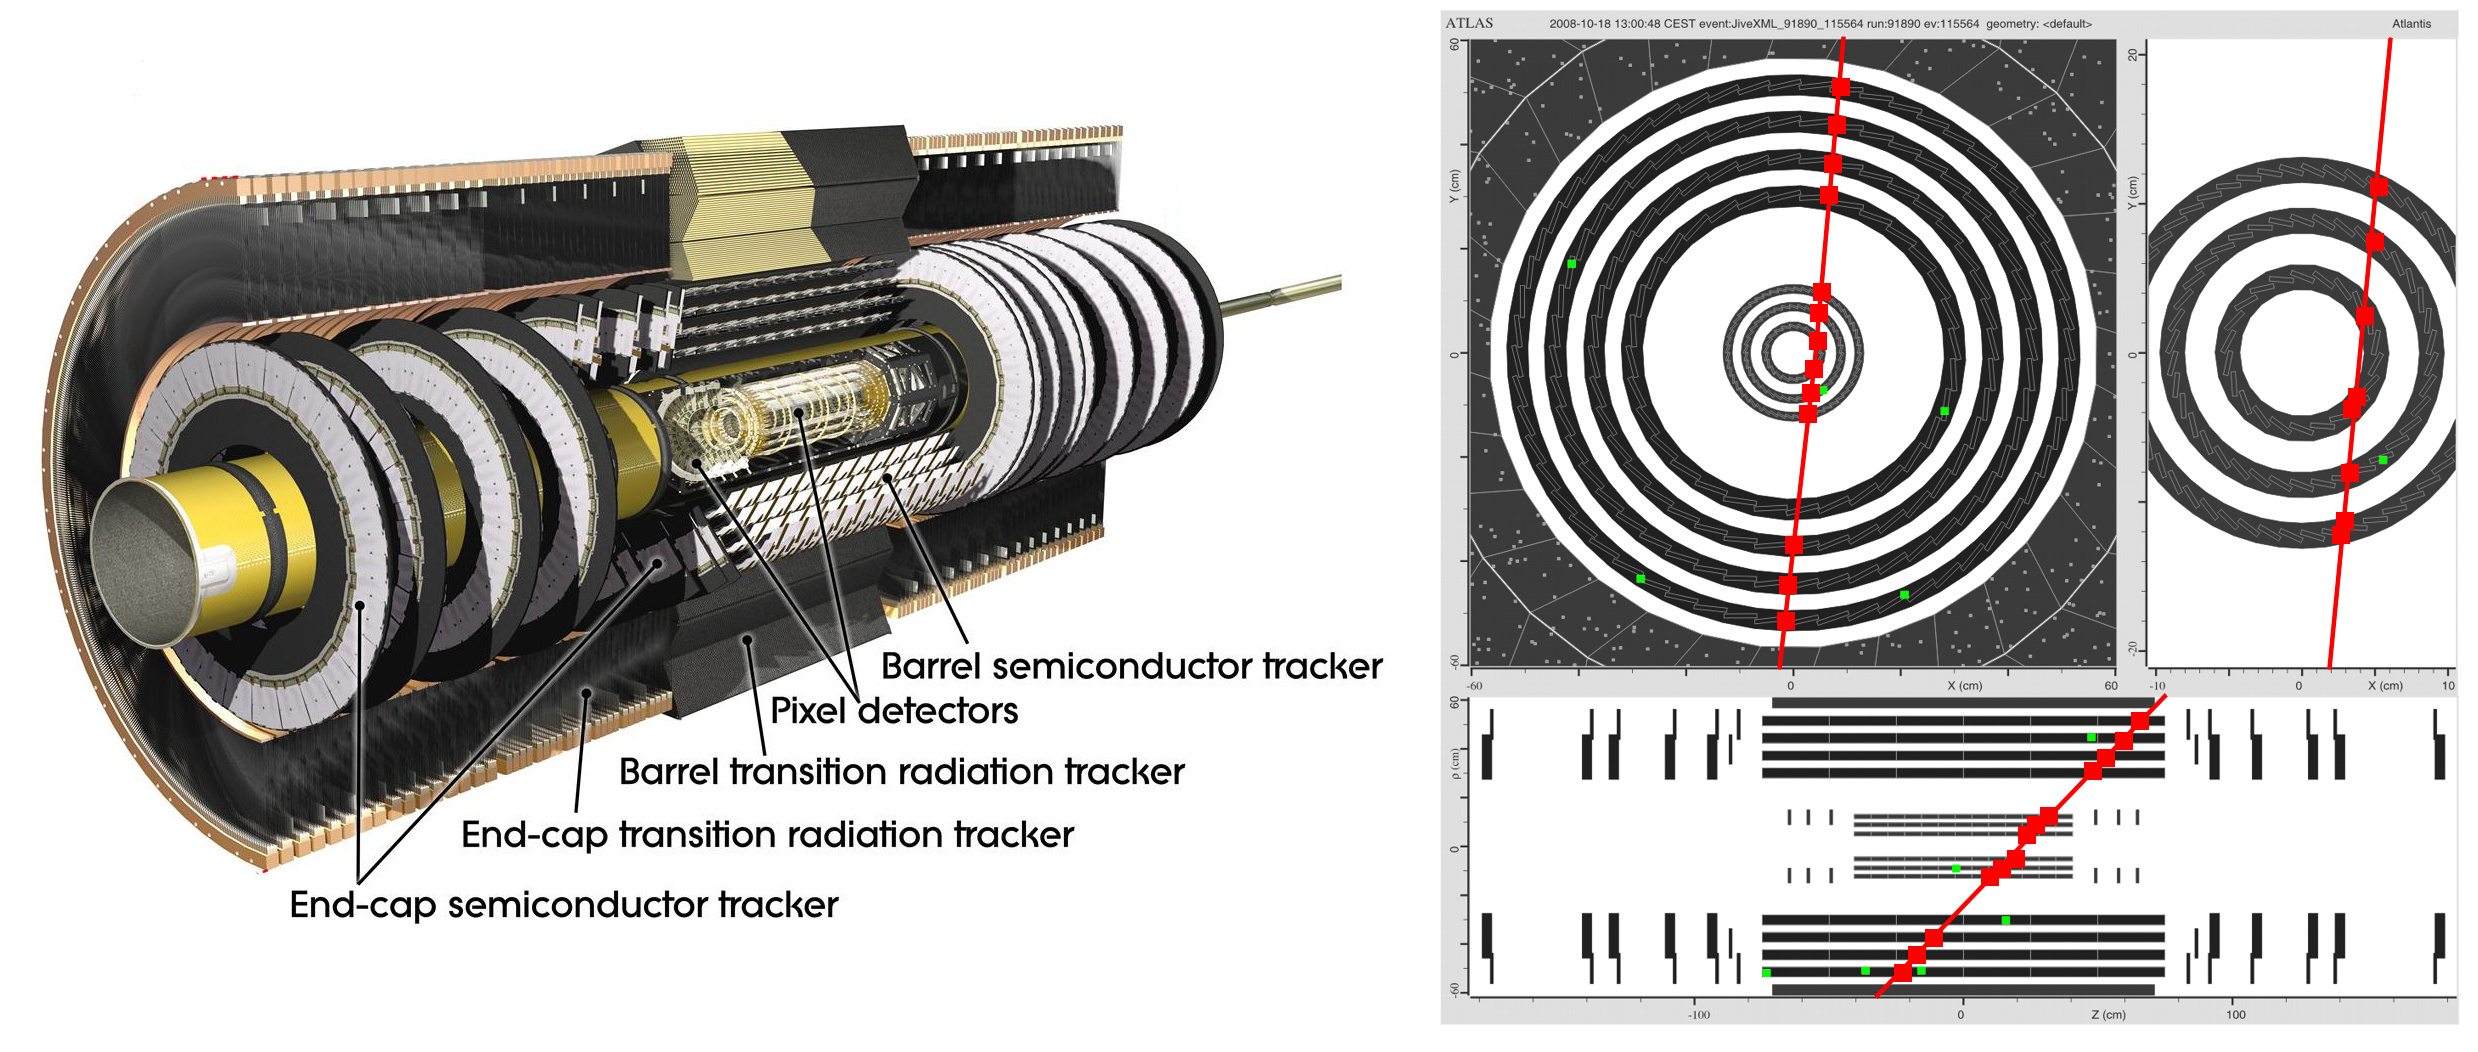 Barrel semiconductor tracker
Pixel detectors
Barrel transition radiation tracker
End-cap transition radiation tracker
End-cap semiconductor tracker
ATLAS 2008-10-18 13:00:48 CEST event:JiveXML_91890_115564 run:91890 ev:115564 geometry: <default> Atlantis
60
Y (cm)
0
-60
-60 0 X (cm) 60
20
Y (cm)
0
-20
-10 0 X (cm) 10
60
ρ (cm)
0
-60
-100 0 Z (cm) 100